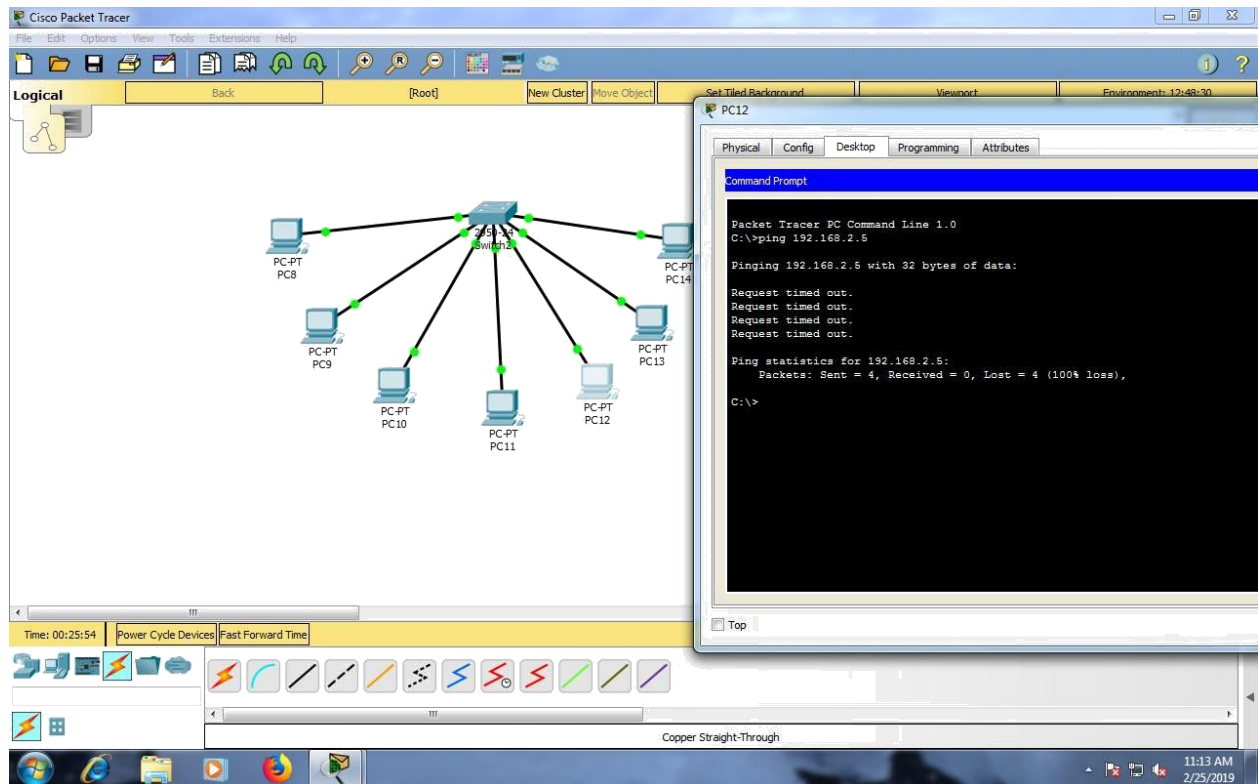 Cisco Packet Tracer
File Edit Options View Tools Extensions Help
Logical
Back
[Root]
New Cluster
Move Object
Set Tiled Background
Viewport
Environment: 12:48:30
PC12
Physical
Config
Desktop
Programming
Attributes
Command Prompt
Packet Tracer PC Command Line 1.0
C:\>ping 192.168.2.5
Pinging 192.168.2.5 with 32 bytes of data:
Request timed out.
Request timed out.
Request timed out.
Request timed out.
Ping statistics for 192.168.2.5:
Packets: Sent = 4, Received = 0, Lost = 4 (100% loss),
C:\>
Top
2950-24
Switch2
PC-PT
PC8
PC-PT
PC14
PC-PT
PC9
PC-PT
PC13
PC-PT
PC10
PC-PT
PC12
PC-PT
PC11
Time: 00:25:54
Power Cycle Devices
Fast Forward Time
Copper Straight-Through
11:13 AM
2/25/2019